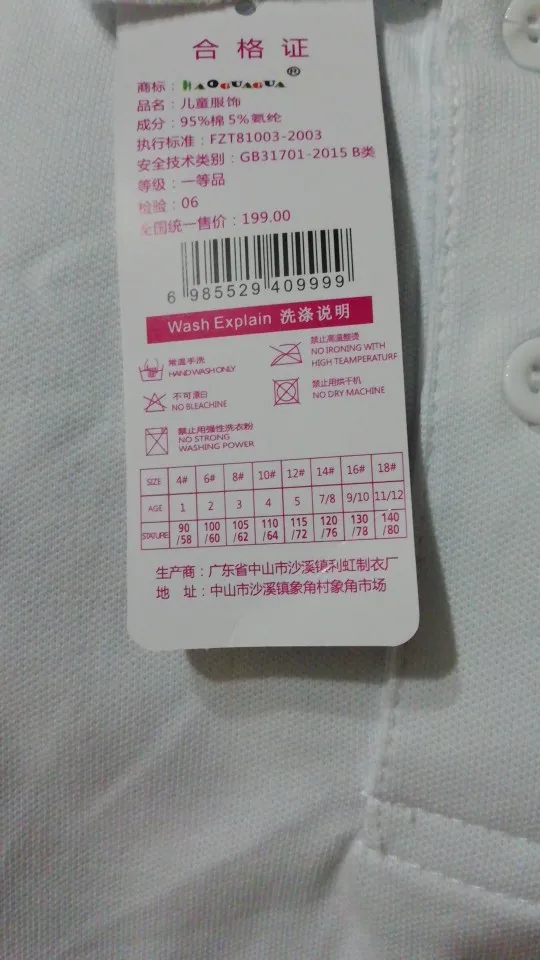 合格证
商标：HAOGUAGUA®
品名：儿童服饰
成分：95%棉 5%氨纶
执行标准：FZT81003-2003
安全技术类别：GB31701-2015 B类
等级：一等品
检验：06
全国统一售价：199.00
6 985529 409999
Wash Explain 洗涤说明
常温手洗
HAND WASH ONLY
禁止高温熨烫
NO IRONING WITH
HIGH TEAMPERATURF
不可漂白
NO BLEACHINE
禁止用烘干机
NO DRY MACHINE
禁止用强性洗衣粉
NO STRONG
WASHING POWER
SIZE 4# 6# 8# 10# 12# 14# 16# 18#
AGE 1 2 3 4 5 7/8 9/10 11/12
STATURE 90/58 100/60 105/62 110/64 115/72 120/76 130/78 140/80
生产商：广东省中山市沙溪镇利虹制衣厂
地 址：中山市沙溪镇象角村象角市场